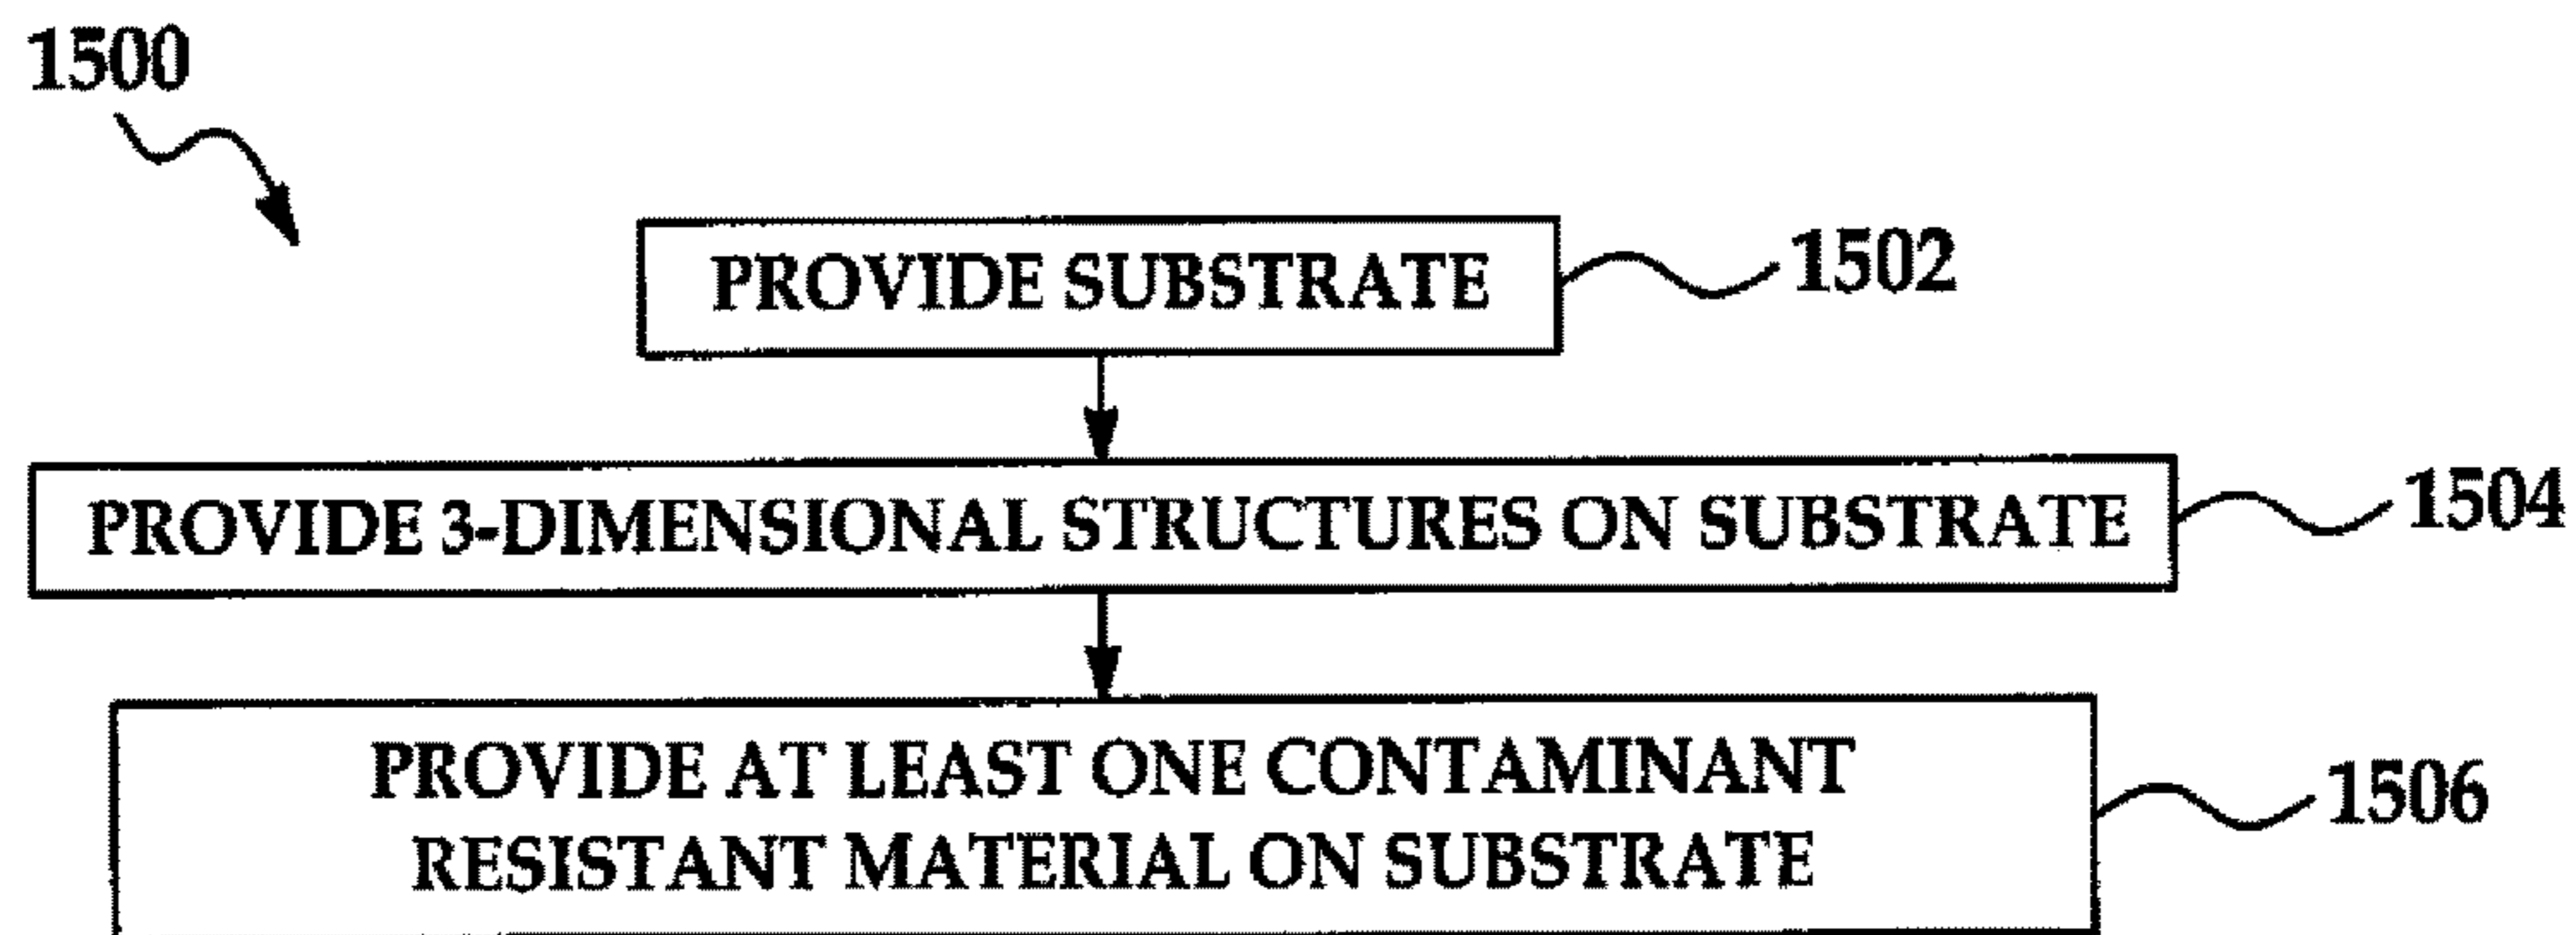 1500
PROVIDE SUBSTRATE
1502
PROVIDE 3-DIMENSIONAL STRUCTURES ON SUBSTRATE
1504
PROVIDE AT LEAST ONE CONTAMINANT
RESISTANT MATERIAL ON SUBSTRATE
1506